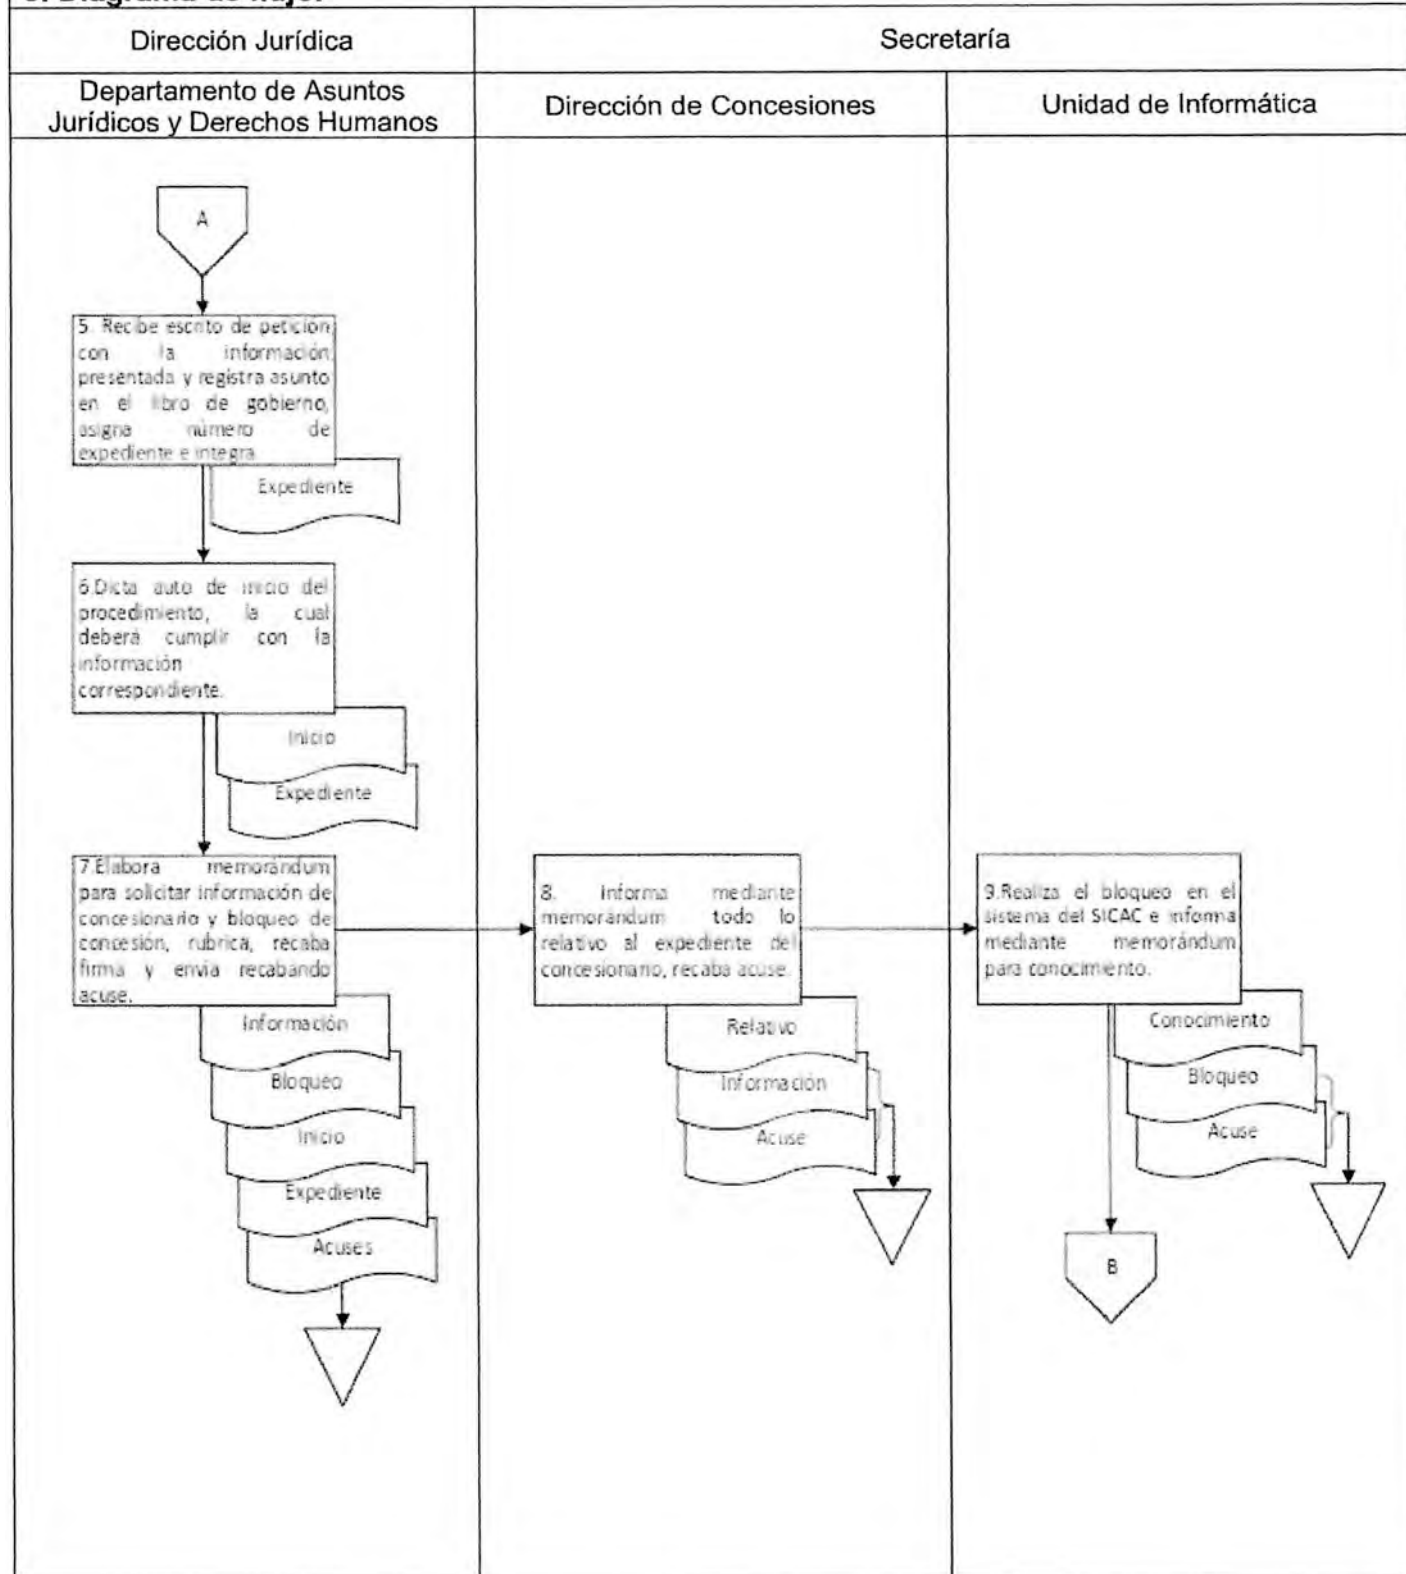 Dirección Jurídica
Secretaría
Departamento de Asuntos
Jurídicos y Derechos Humanos
Dirección de Concesiones
Unidad de Informática
A
5. Recibe escrito de petición
con la información
presentada y registra asunto
en el libro de gobierno,
asigna número de
expediente e integra
Expediente
6.Dicta auto de inicio del
procedimiento, la cual
deberá cumplir con la
información
correspondiente.
Inicio
Expediente
7.Elabora memorándum
para solicitar información de
concesionario y bloqueo de
concesión, rubrica, recaba
firma y envía recabando
acuse.
Información
Bloqueo
Inicio
Expediente
Acuses
8. Informa mediante
memorándum todo lo
relativo al expediente del
concesionario, recaba acuse.
Relativo
Información
Acuse
9.Realiza el bloqueo en el
sistema del SICAC e informa
mediante memorándum
para conocimiento.
Conocimiento
Bloqueo
Acuse
B